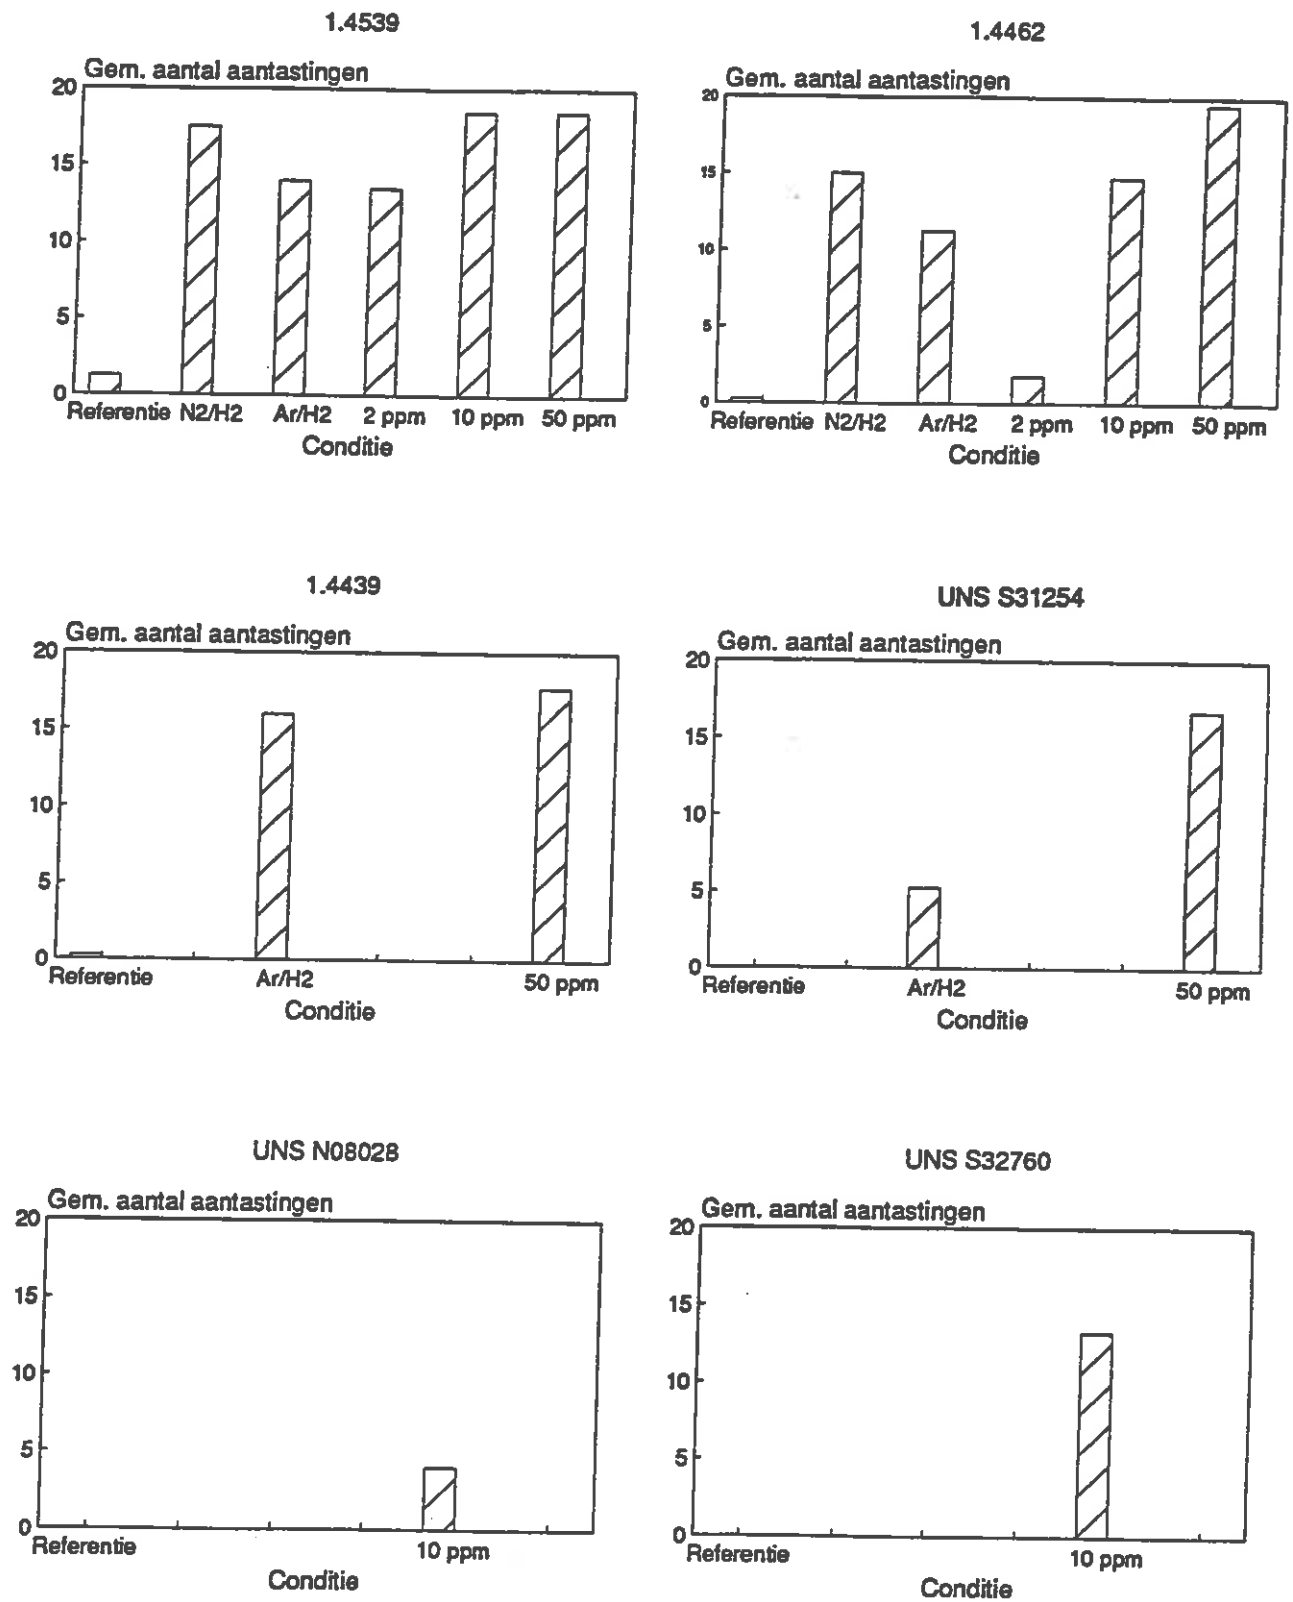 1.4539
Gem. aantal aantastingen
20
15
10
5
0
Referentie N2/H2 Ar/H2 2 ppm 10 ppm 50 ppm
Conditie
1.4462
Gem. aantal aantastingen
20
15
10
5
0
Referentie N2/H2 Ar/H2 2 ppm 10 ppm 50 ppm
Conditie
1.4439
Gem. aantal aantastingen
20
15
10
5
0
Referentie Ar/H2 50 ppm
Conditie
UNS S31254
Gem. aantal aantastingen
20
15
10
5
0
Referentie Ar/H2 50 ppm
Conditie
UNS N08028
Gem. aantal aantastingen
20
15
10
5
0
Referentie 10 ppm
Conditie
UNS S32760
Gem. aantal aantastingen
20
15
10
5
0
Referentie 10 ppm
Conditie